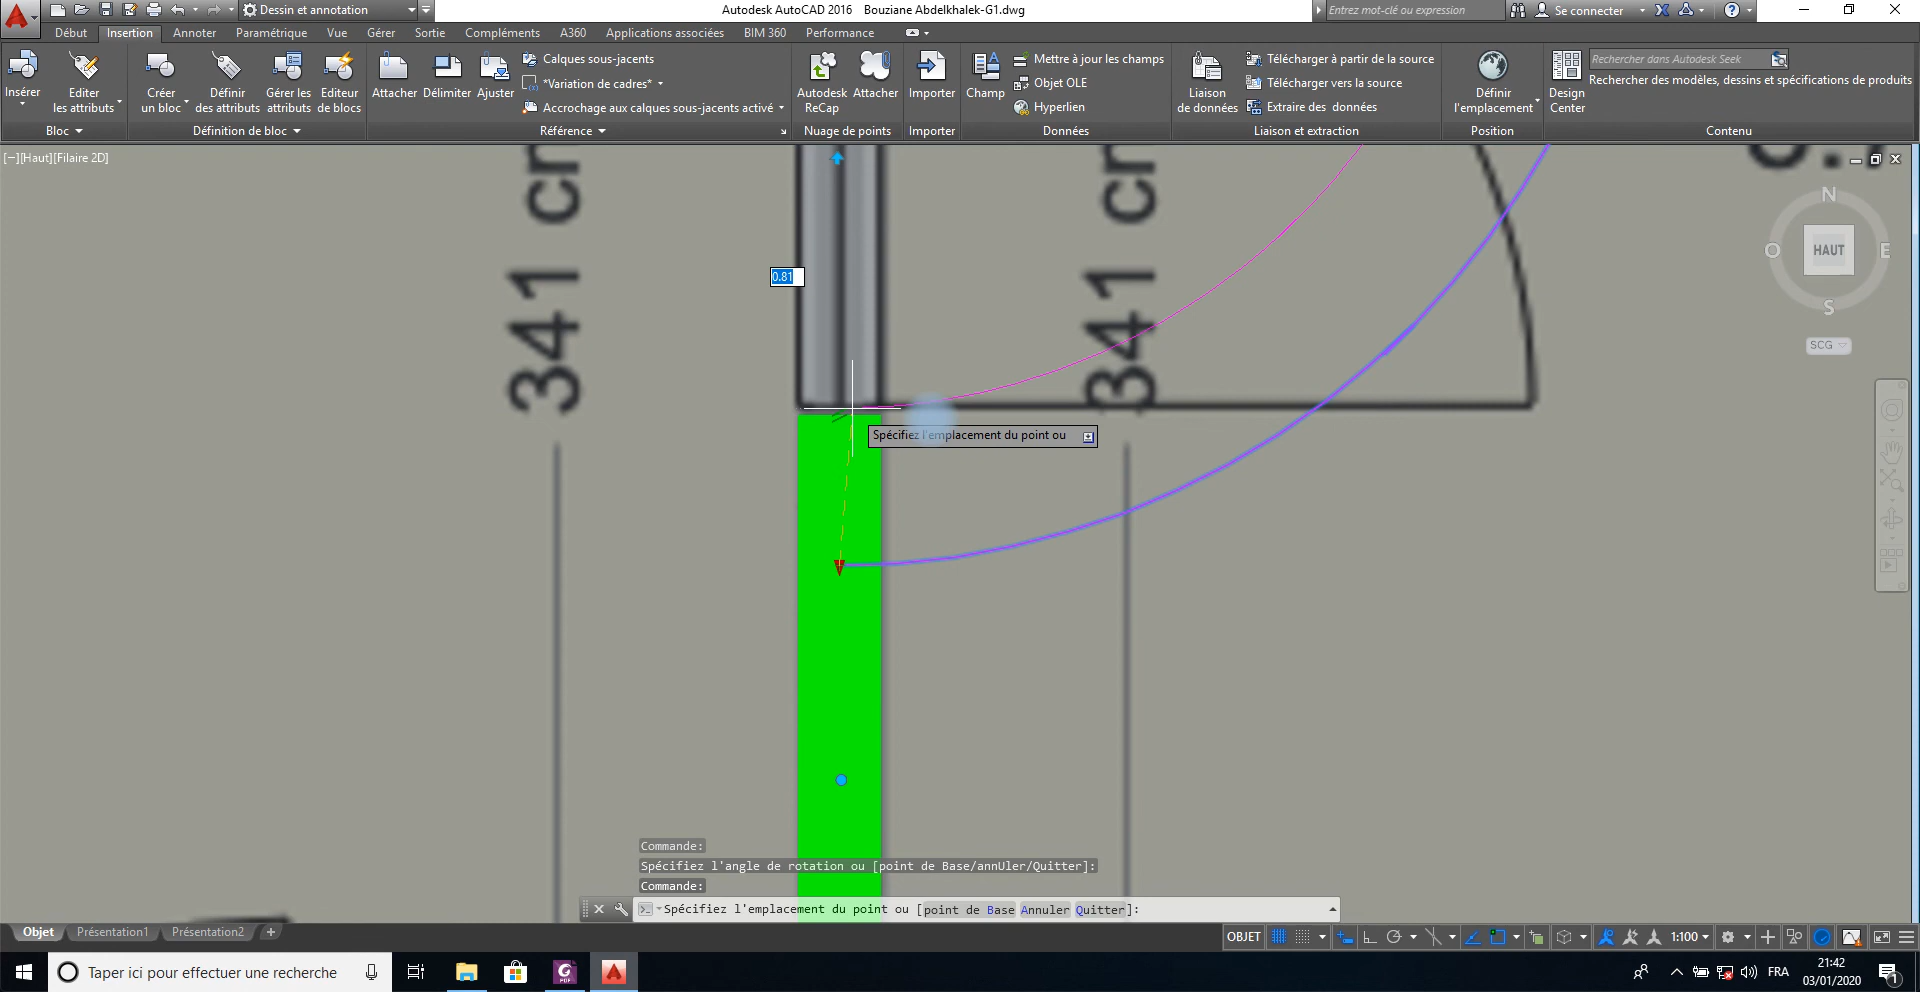 Dessin et annotation
Autodesk AutoCAD 2016 Bouziane Abdelkhalek-G1.dwg
Entrez mot-clé ou expression
Se connecter
Début Insertion Annoter Paramétrique Vue Gérer Sortie Compléments A360 Applications associées BIM 360 Performance
Insérer
Editer
les attributs
Créer
un bloc
Définir
des attributs
Gérer les
attributs
Editeur
de blocs
Attacher
Délimiter
Ajuster
Calques sous-jacents
*Variation de cadres*
Accrochage aux calques sous-jacents activé
Autodesk
ReCap
Attacher
Importer
Champ
Mettre à jour les champs
Objet OLE
Hyperlien
Liaison
de données
Télécharger à partir de la source
Télécharger vers la source
Extraire des données
Définir
l'emplacement
Design
Center
Rechercher dans Autodesk Seek
Rechercher des modèles, dessins et spécifications de produits
Bloc
Définition de bloc
Référence
Nuage de points
Importer
Données
Liaison et extraction
Position
Contenu
[−][Haut][Filaire 2D]
341 cm
341 cm
0.81
N
O
HAUT
E
S
SCG
Spécifiez l'emplacement du point ou
Commande:
Spécifiez l'angle de rotation ou [point de Base/annUler/Quitter]:
Commande:
Spécifiez l'emplacement du point ou [point de Base Annuler Quitter]:
Objet Présentation1 Présentation2 +
OBJET
1:100
Taper ici pour effectuer une recherche
PDF
FRA
21:42
03/01/2020
1